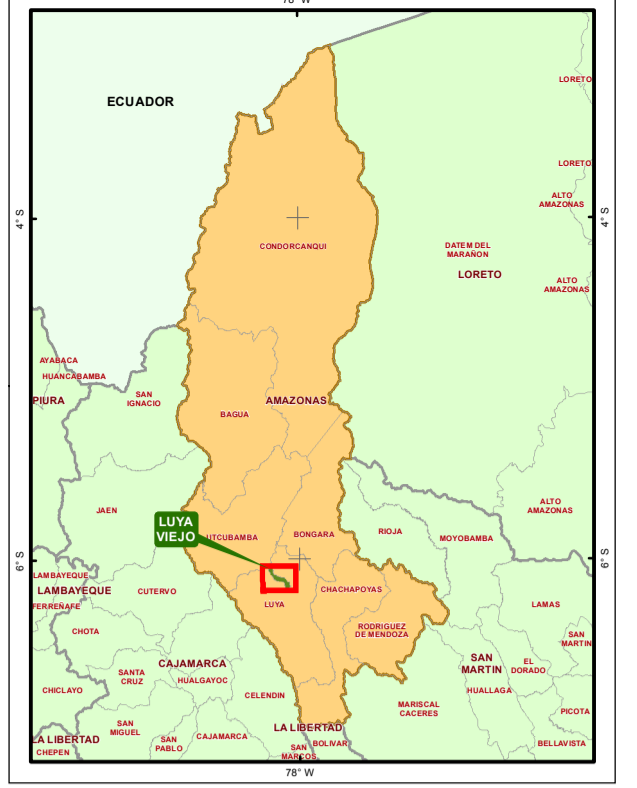 78° W
ECUADOR
LORETO
LORETO
ALTO
AMAZONAS
4° S
4° S
CONDORCANQUI
DATEM DEL
MARAÑON
LORETO
ALTO
AMAZONAS
AYABACA
HUANCABAMBA
PIURA
SAN
IGNACIO
AMAZONAS
BAGUA
JAEN
LUYA
VIEJO
UTCUBAMBA
BONGARA
RIOJA
MOYOBAMBA
ALTO
AMAZONAS
6° S
6° S
LAMBAYEQUE
LAMBAYEQUE
FERREÑAFE
CUTERVO
LUYA
CHACHAPOYAS
LAMAS
CHOTA
RODRIGUEZ
DE MENDOZA
SAN
MARTIN
CAJAMARCA
SANTA
CRUZ
HUALGAYOC
SAN
MARTIN
EL
DORADO
CHICLAYO
CELENDIN
HUALLAGA
MARISCAL
CACERES
PICOTA
SAN
MIGUEL
LA LIBERTAD
LA LIBERTAD
CHEPEN
SAN
PABLO
CAJAMARCA
SAN
MARCOS
BOLIVAR
BELLAVISTA
78° W